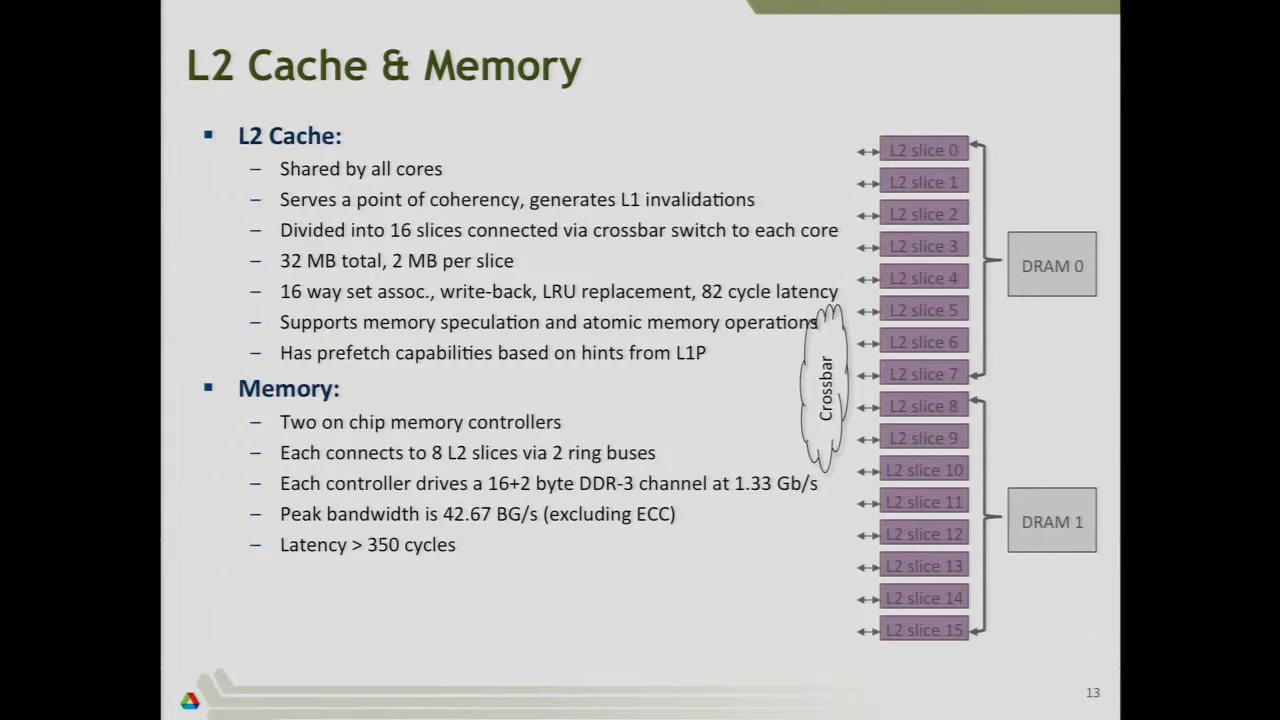 L2 Cache & Memory
L2 Cache:
Shared by all cores
Serves a point of coherency, generates L1 invalidations
Divided into 16 slices connected via crossbar switch to each core
32 MB total, 2 MB per slice
16 way set assoc., write-back, LRU replacement, 82 cycle latency
Supports memory speculation and atomic memory operations
Has prefetch capabilities based on hints from L1P
Memory:
Two on chip memory controllers
Each connects to 8 L2 slices via 2 ring buses
Each controller drives a 16+2 byte DDR-3 channel at 1.33 Gb/s
Peak bandwidth is 42.67 BG/s (excluding ECC)
Latency > 350 cycles
Crossbar
L2 slice 0
L2 slice 1
L2 slice 2
L2 slice 3
L2 slice 4
L2 slice 5
L2 slice 6
L2 slice 7
L2 slice 8
L2 slice 9
L2 slice 10
L2 slice 11
L2 slice 12
L2 slice 13
L2 slice 14
L2 slice 15
DRAM 0
DRAM 1
13